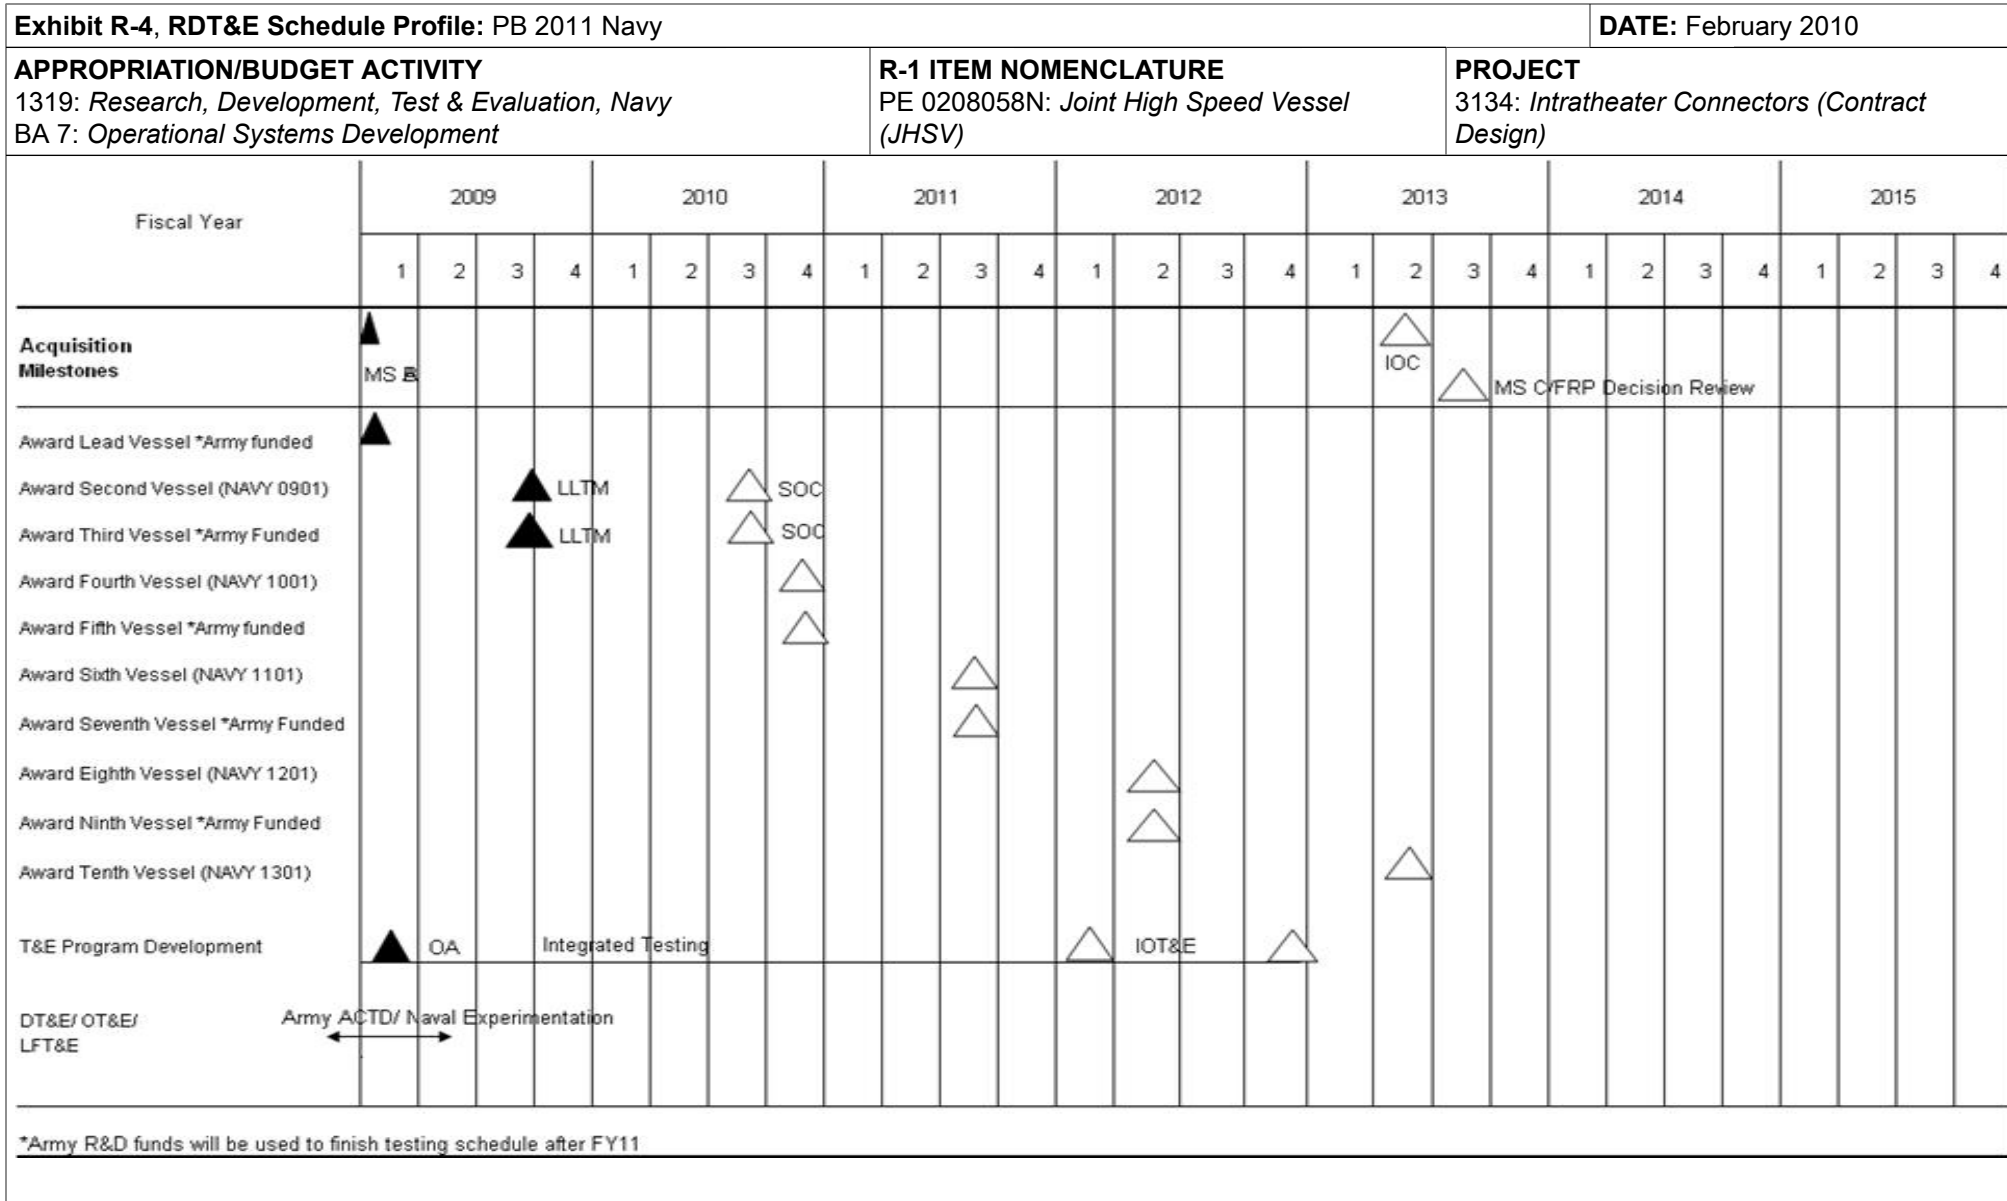 Exhibit R-4, RDT&E Schedule Profile: PB 2011 Navy
DATE: February 2010
APPROPRIATION/BUDGET ACTIVITY
1319: Research, Development, Test & Evaluation, Navy
BA 7: Operational Systems Development
R-1 ITEM NOMENCLATURE
PE 0208058N: Joint High Speed Vessel
(JHSV)
PROJECT
3134: Intratheater Connectors (Contract
Design)
Fiscal Year
2009 2010 2011 2012 2013 2014 2015
1 2 3 4 1 2 3 4 1 2 3 4 1 2 3 4 1 2 3 4 1 2 3 4 1 2 3 4
Acquisition
Milestones
MS
IOC
MS C/FRP Decision Review
Award Lead Vessel *Army funded
Award Second Vessel (NAVY 0901) LLTM SOC
Award Third Vessel *Army Funded LLTM SOC
Award Fourth Vessel (NAVY 1001)
Award Fifth Vessel *Army funded
Award Sixth Vessel (NAVY 1101)
Award Seventh Vessel *Army Funded
Award Eighth Vessel (NAVY 1201)
Award Ninth Vessel *Army Funded
Award Tenth Vessel (NAVY 1301)
T&E Program Development OA Integrated Testing IOT&E
DT&E/ OT&E/
LFT&E
Army ACTD/ Naval Experimentation
*Army R&D funds will be used to finish testing schedule after FY11